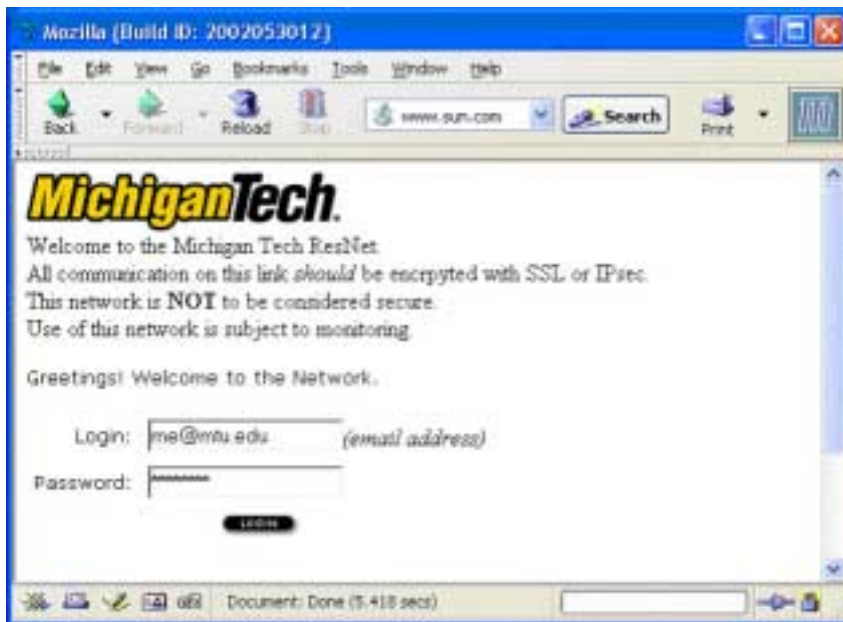 Mozilla {Build ID: 2002053012}
File Edit View Go Bookmarks Tools Window Help
Back Forward Reload Stop www.sun.com Search Print
MichiganTech.
Welcome to the Michigan Tech ResNet.
All communication on this link should be encrpyted with SSL or IPsec.
This network is NOT to be considered secure.
Use of this network is subject to monitoring.
Greetings! Welcome to the Network.
Login: me@mtu.edu (email address)
Password: ********
LOGIN
Document: Done (5.418 secs)